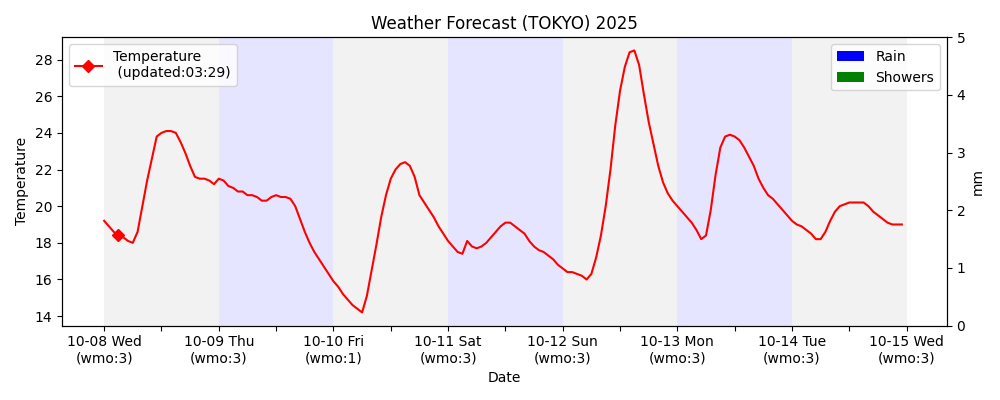 Weather Forecast (TOKYO) 2025
Temperature
(updated:03:29)
Rain
Showers
28
26
24
22
20
18
16
14
Temperature
5
4
3
2
1
0
mm
10-08 Wed
(wmo:3)
10-09 Thu
(wmo:3)
10-10 Fri
(wmo:1)
10-11 Sat
(wmo:3)
10-12 Sun
(wmo:3)
10-13 Mon
(wmo:3)
10-14 Tue
(wmo:3)
10-15 Wed
(wmo:3)
Date